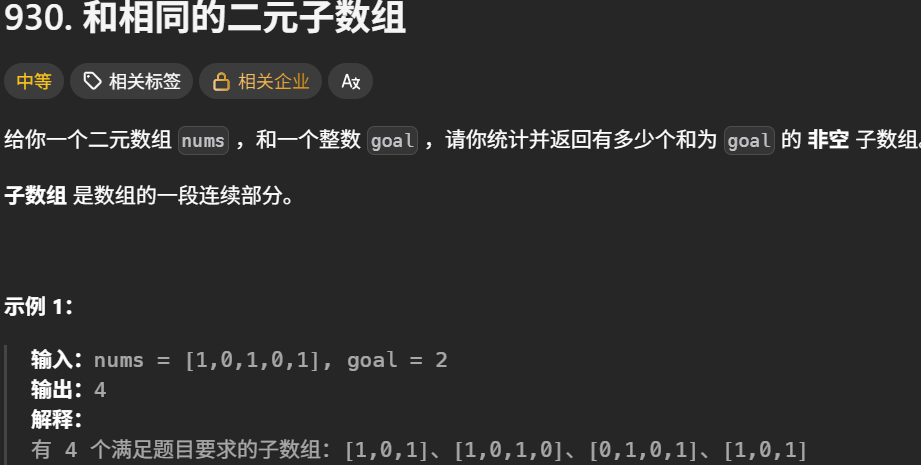 930. 和相同的二元子数组
中等 相关标签 相关企业 A文
给你一个二元数组 nums ，和一个整数 goal ，请你统计并返回有多少个和为 goal 的 非空 子数组。
子数组 是数组的一段连续部分。
示例 1：
输入：nums = [1,0,1,0,1], goal = 2
输出：4
解释：
有 4 个满足题目要求的子数组：[1,0,1]、[1,0,1,0]、[0,1,0,1]、[1,0,1]